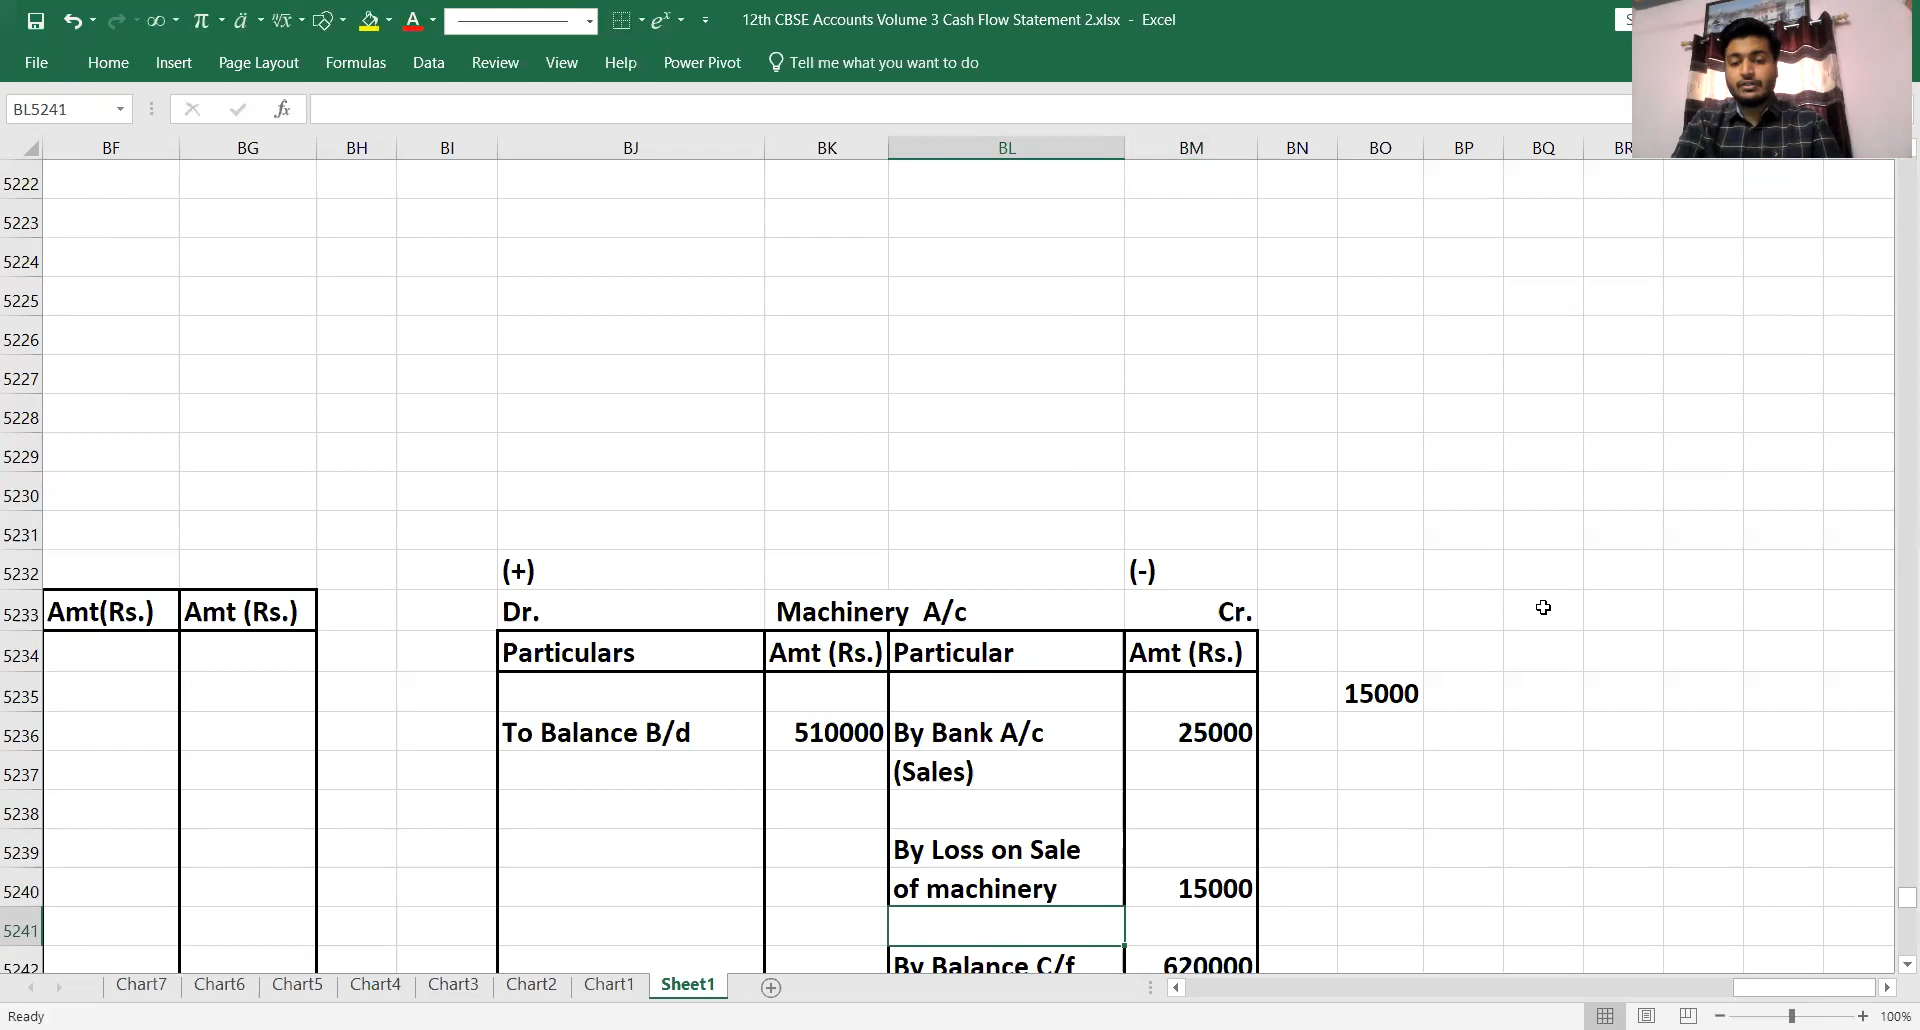 12th CBSE Accounts Volume 3 Cash Flow Statement 2.xlsx - Excel
File Home Insert Page Layout Formulas Data Review View Help Power Pivot Tell me what you want to do
BL5241
BF BG BH BI BJ BK BL BM BN BO BP BQ BR
5222
5223
5224
5225
5226
5227
5228
5229
5230
5231
5232 (+) (-)
5233 Amt(Rs.) Amt (Rs.) Dr. Machinery A/c Cr.
5234 Particulars Amt (Rs.) Particular Amt (Rs.)
5235 15000
5236 To Balance B/d 510000 By Bank A/c 25000
5237 (Sales)
5238
5239 By Loss on Sale
5240 of machinery 15000
5241
5242 By Balance C/f 620000
Chart7 Chart6 Chart5 Chart4 Chart3 Chart2 Chart1 Sheet1
Ready 100%